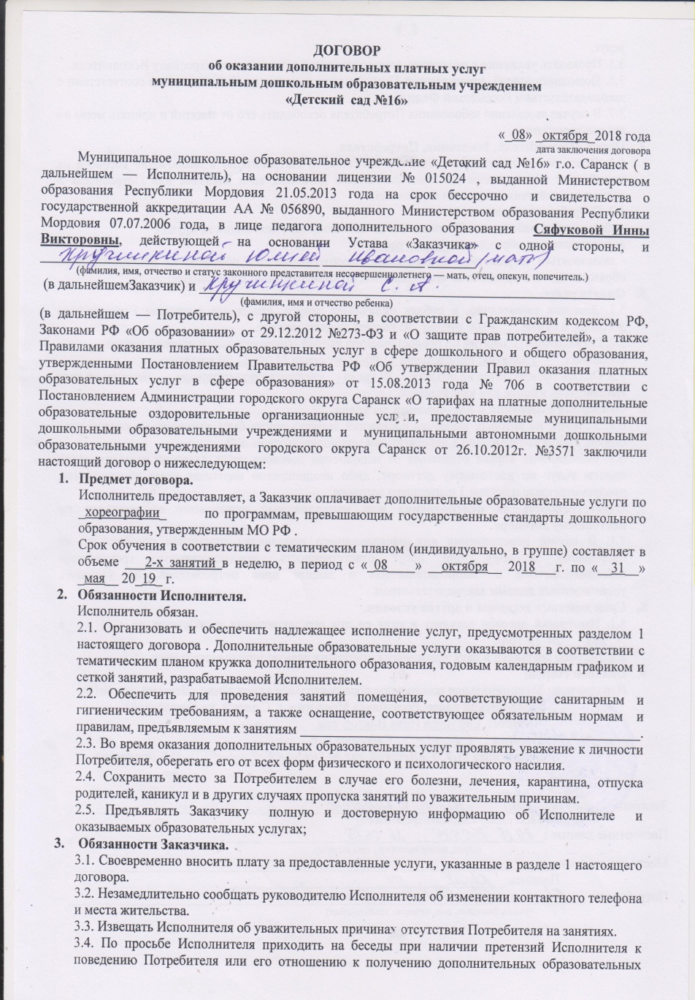 ДОГОВОР
об оказании дополнительных платных услуг
муниципальным дошкольным образовательным учреждением
«Детский сад №16»
«_08» _октября_2018 года
дата заключения договора
Муниципальное дошкольное образовательное учреждение «Детский сад №16» г.о. Саранск ( в
дальнейшем — Исполнитель), на основании лицензии № 015024 , выданной Министерством
образования Республики Мордовия 21.05.2013 года на срок бессрочно и свидетельства о
государственной аккредитации АА № 056890, выданного Министерством образования Республики
Мордовия 07.07.2006 года, в лице педагога дополнительного образования Сяфуковой Инны
Викторовны, действующей на основании Устава «Заказчика» с одной стороны, и
Кручинкиной Юлией Ивановной (мать)
(фамилия, имя, отчество и статус законного представителя несовершеннолетнего — мать, отец, опекун, попечитель.)
(в дальнейшемЗаказчик) и Кручинкиной С. А.
(фамилия, имя и отчество ребенка)
(в дальнейшем — Потребитель), с другой стороны, в соответствии с Гражданским кодексом РФ,
Законами РФ «Об образовании» от 29.12.2012 №273-ФЗ и «О защите прав потребителей», а также
Правилами оказания платных образовательных услуг в сфере дошкольного и общего образования,
утвержденными Постановлением Правительства РФ «Об утверждении Правил оказания платных
образовательных услуг в сфере образования» от 15.08.2013 года № 706 в соответствии с
Постановлением Администрации городского округа Саранск «О тарифах на платные дополнительные
образовательные оздоровительные организационные услуги, предоставляемые муниципальными
дошкольными образовательными учреждениями и муниципальными автономными дошкольными
образовательными учреждениями городского округа Саранск от 26.10.2012г. №3571 заключили
настоящий договор о нижеследующем:
1. Предмет договора.
Исполнитель предоставляет, а Заказчик оплачивает дополнительные образовательные услуги по
_хореографии_ по программам, превышающим государственные стандарты дошкольного
образования, утвержденным МО РФ .
Срок обучения в соответствии с тематическим планом (индивидуально, в группе) составляет в
объеме ___2-х занятий_в неделю, в период с «_08___» __октября__ 2018__ г. по «_31__»
_мая__ 20_19_ г.
2. Обязанности Исполнителя.
Исполнитель обязан.
2.1. Организовать и обеспечить надлежащее исполнение услуг, предусмотренных разделом 1
настоящего договора . Дополнительные образовательные услуги оказываются в соответствии с
тематическим планом кружка дополнительного образования, годовым календарным графиком и
сеткой занятий, разрабатываемой Исполнителем.
2.2. Обеспечить для проведения занятий помещения, соответствующие санитарным и
гигиеническим требованиям, а также оснащение, соответствующее обязательным нормам и
правилам, предъявляемым к занятиям ______________________________.
2.3. Во время оказания дополнительных образовательных услуг проявлять уважение к личности
Потребителя, оберегать его от всех форм физического и психологического насилия.
2.4. Сохранить место за Потребителем в случае его болезни, лечения, карантина, отпуска
родителей, каникул и в других случаях пропуска занятий по уважительным причинам.
2.5. Предъявлять Заказчику полную и достоверную информацию об Исполнителе и
оказываемых образовательных услугах;
3. Обязанности Заказчика.
3.1. Своевременно вносить плату за предоставленные услуги, указанные в разделе 1 настоящего
договора.
3.2. Незамедлительно сообщать руководителю Исполнителя об изменении контактного телефона
и места жительства.
3.3. Извещать Исполнителя об уважительных причинах отсутствия Потребителя на занятиях.
3.4. По просьбе Исполнителя приходить на беседы при наличии претензий Исполнителя к
поведению Потребителя или его отношению к получению дополнительных образовательных